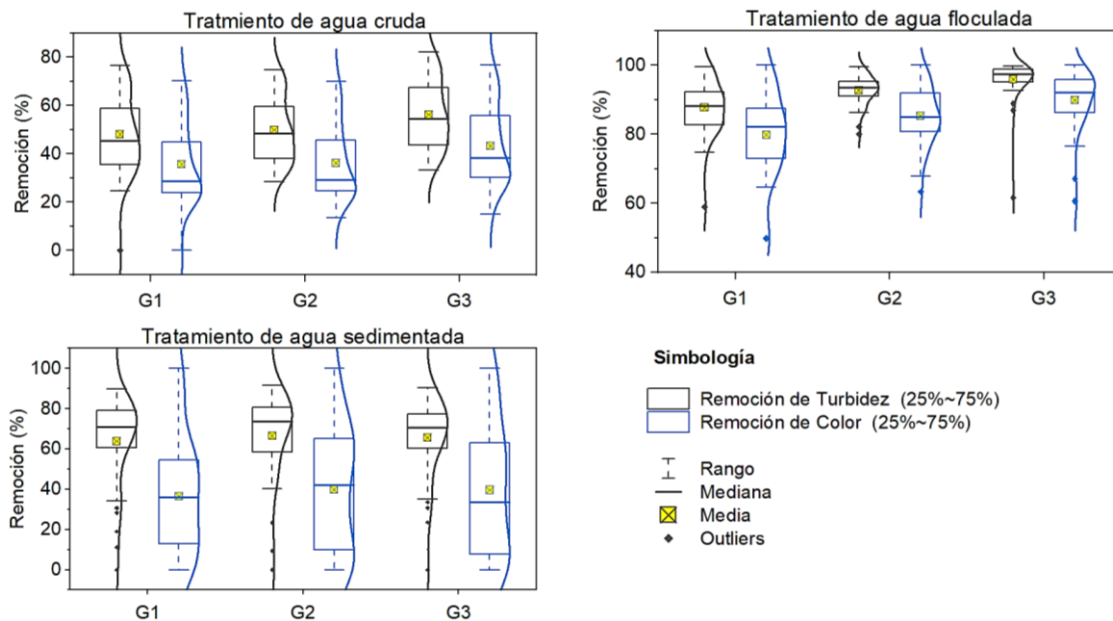 Tratmiento de agua cruda
Remoción (%)
80
60
40
20
0
G1 G2 G3
Tratamiento de agua floculada
Remoción (%)
100
80
60
40
G1 G2 G3
Tratamiento de agua sedimentada
Remoción (%)
100
80
60
40
20
0
G1 G2 G3
Simbología
Remoción de Turbidez (25%~75%)
Remoción de Color (25%~75%)
Rango
Mediana
Media
Outliers